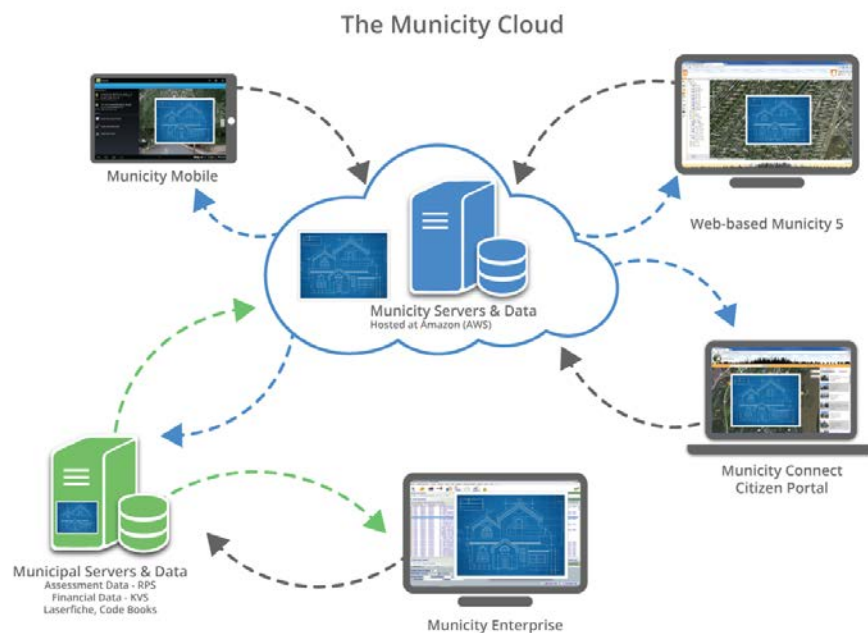 The Municity Cloud
Municity Mobile
Web-based Municity 5
Municity Servers & Data
Hosted at Amazon (AWS)
Municity Connect
Citizen Portal
Municipal Servers & Data
Assessment Data - RPS
Financial Data - KVS
Laserfiche, Code Books
Municity Enterprise